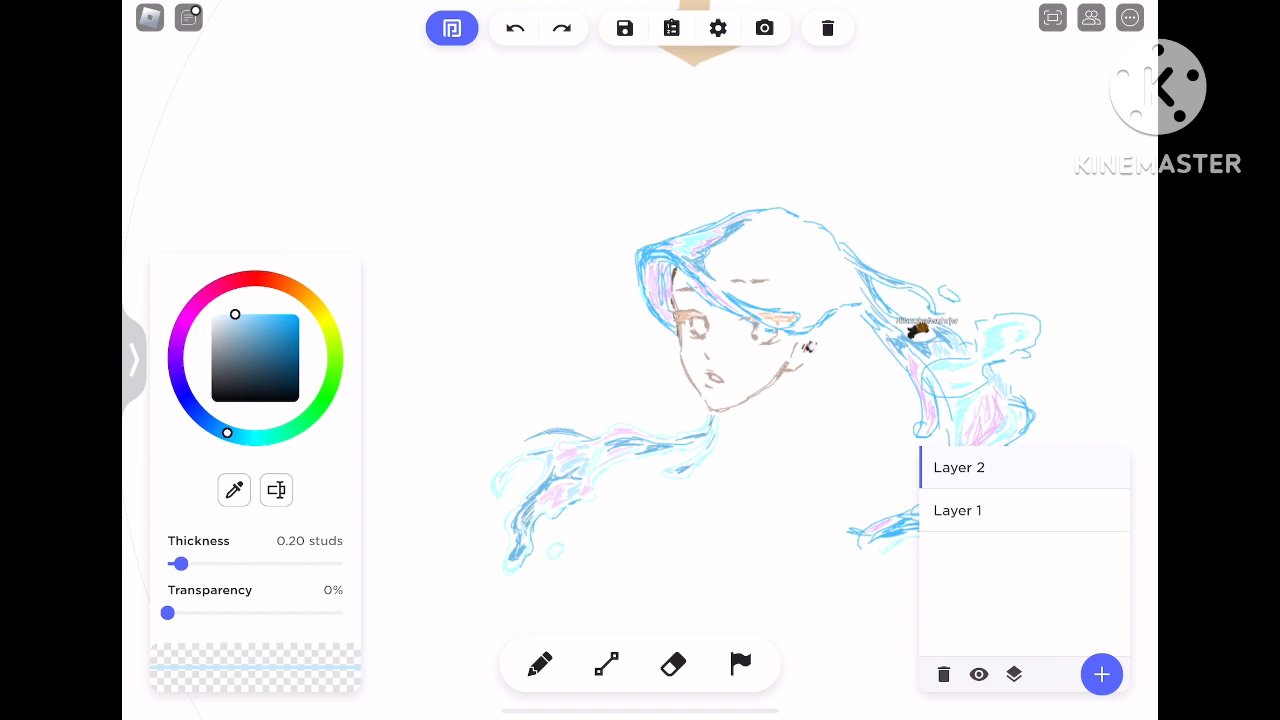 KINEMASTER
Layer 2
Layer 1
Thickness 0.20 studs
Transparency 0%